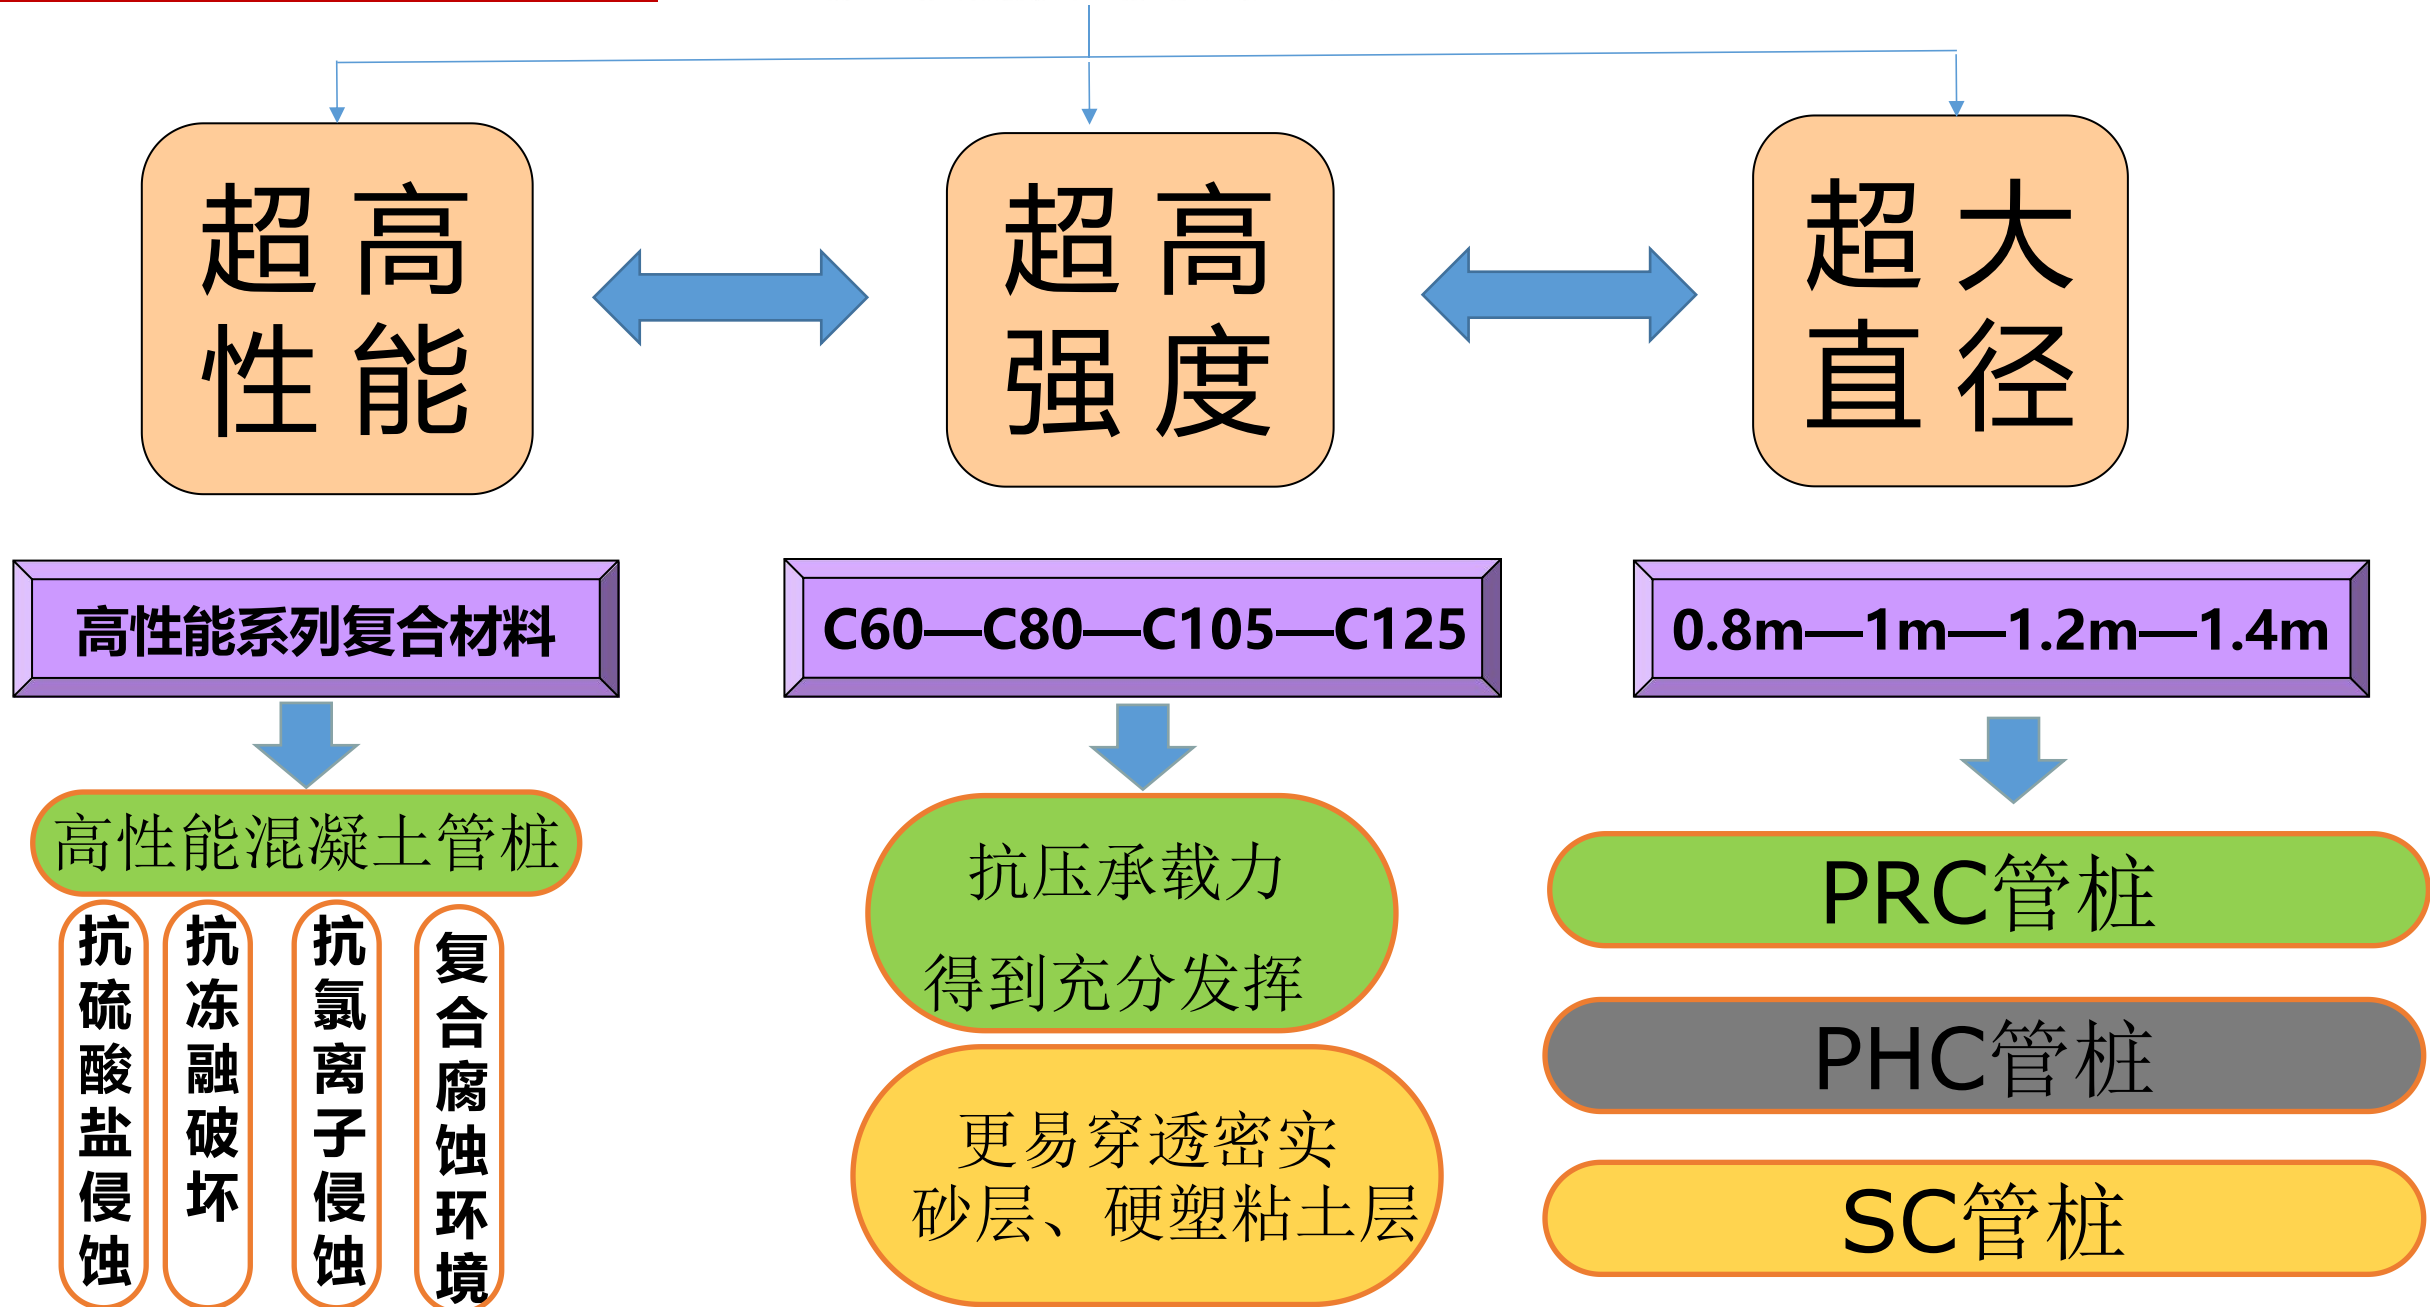 超高
性能
超高
强度
超大
直径
高性能系列复合材料
C60—C80—C105—C125
0.8m—1m—1.2m—1.4m
高性能混凝土管桩
抗硫酸盐侵蚀
抗冻融破坏
抗氯离子侵蚀
复合腐蚀环境
抗压承载力
得到充分发挥
更易穿透密实
砂层、硬塑粘土层
PRC管桩
PHC管桩
SC管桩